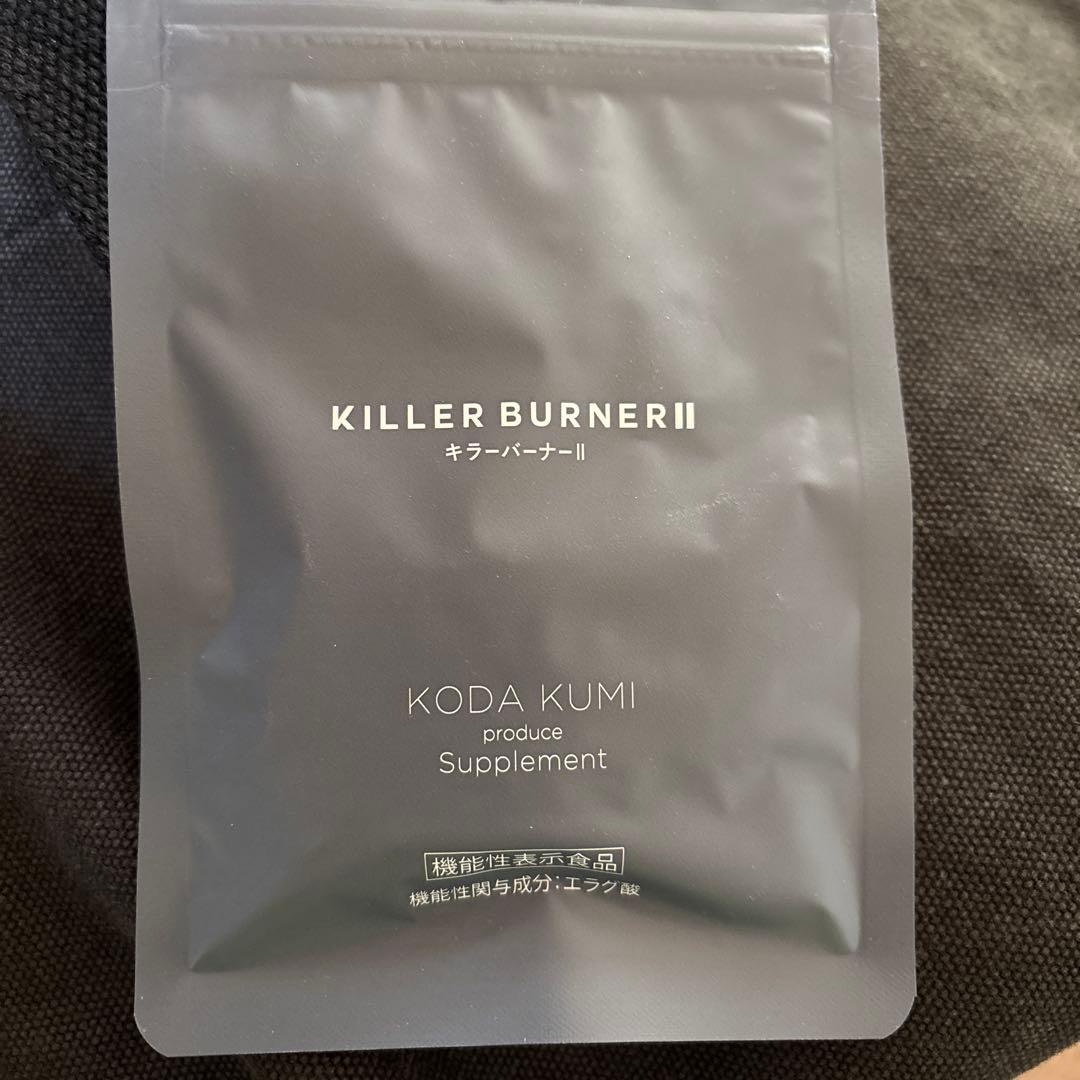 KILLER BURNERⅡ
キラーバーナーⅡ
KODA KUMI
produce
Supplement
機能性表示食品
機能性関与成分:エラグ酸